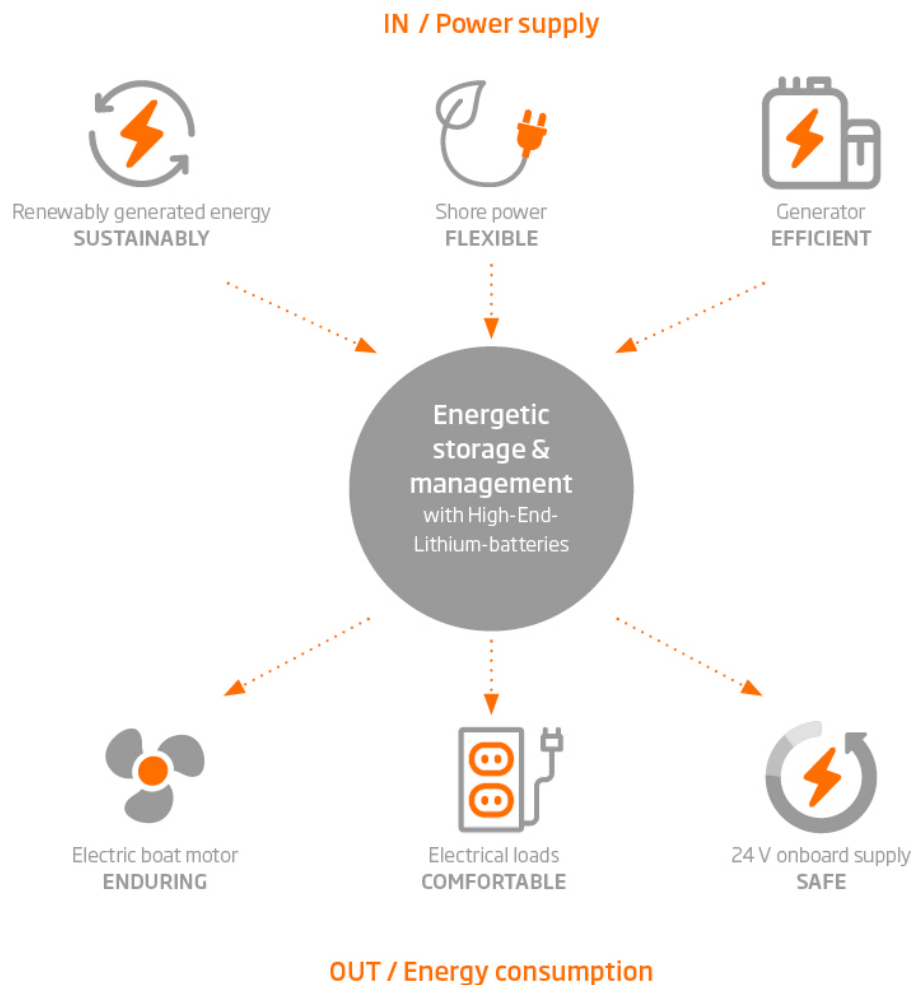 IN / Power supply
Renewably generated energy
SUSTAINABLY
Shore power
FLEXIBLE
Generator
EFFICIENT
Energetic
storage &
management
with High-End-
Lithium-batteries
Electric boat motor
ENDURING
Electrical loads
COMFORTABLE
24 V onboard supply
SAFE
OUT / Energy consumption